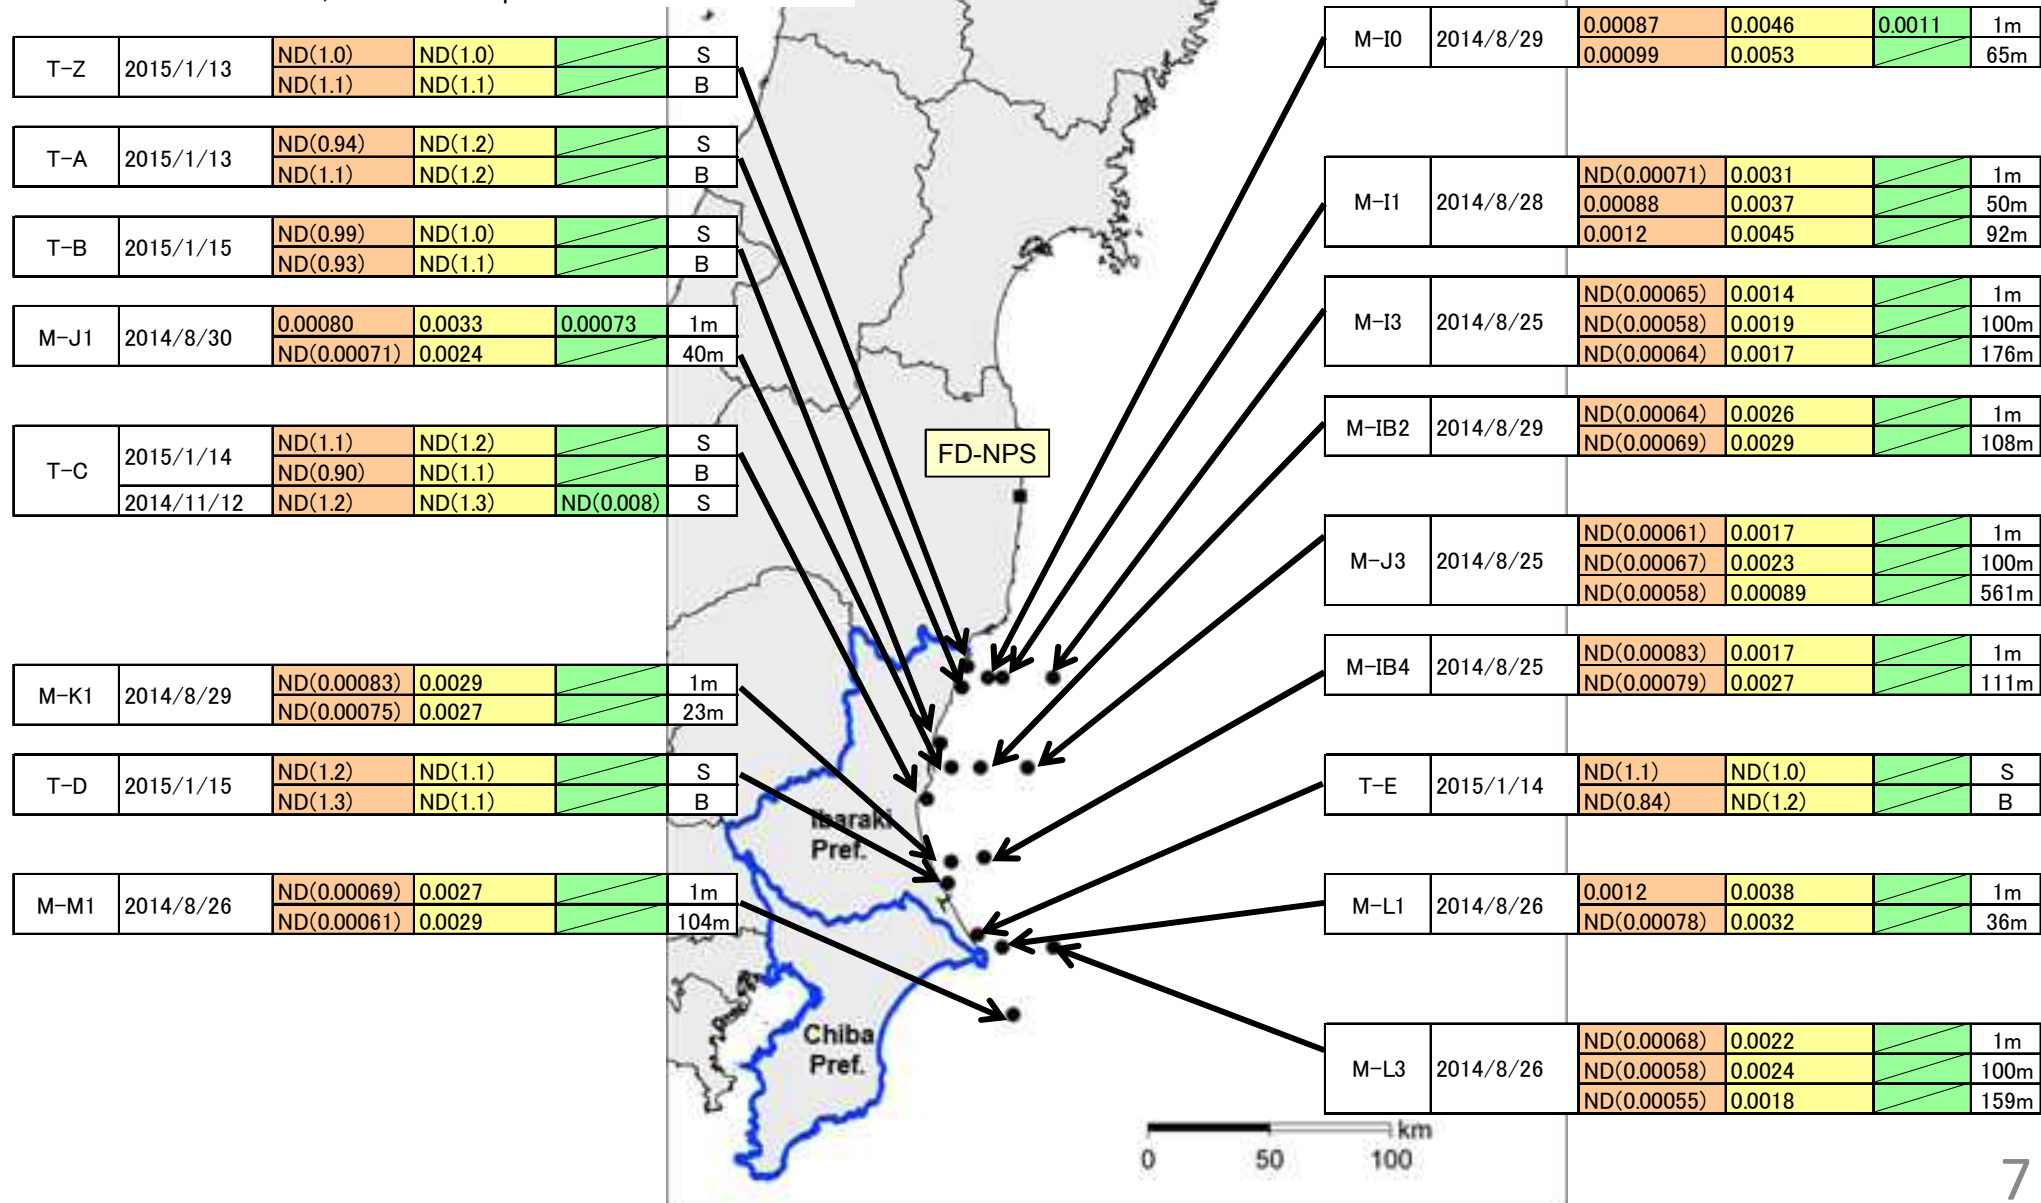 T-Z 2015/1/13 ND(1.0) ND(1.0) S
ND(1.1) ND(1.1) B
T-A 2015/1/13 ND(0.94) ND(1.2) S
ND(1.1) ND(1.2) B
T-B 2015/1/15 ND(0.99) ND(1.0) S
ND(0.93) ND(1.1) B
M-J1 2014/8/30 0.00080 0.0033 0.00073 1m
ND(0.00071) 0.0024 40m
T-C 2015/1/14 ND(1.1) ND(1.2) S
ND(0.90) ND(1.1) B
2014/11/12 ND(1.2) ND(1.3) ND(0.008) S
M-K1 2014/8/29 ND(0.00083) 0.0029 1m
ND(0.00075) 0.0027 23m
T-D 2015/1/15 ND(1.2) ND(1.1) S
ND(1.3) ND(1.1) B
M-M1 2014/8/26 ND(0.00069) 0.0027 1m
ND(0.00061) 0.0029 104m
FD-NPS
Ibaraki
Pref.
Chiba
Pref.
km
0 50 100
M-I0 2014/8/29 0.00087 0.0046 0.0011 1m
0.00099 0.0053 65m
M-I1 2014/8/28 ND(0.00071) 0.0031 1m
0.00088 0.0037 50m
0.0012 0.0045 92m
M-I3 2014/8/25 ND(0.00065) 0.0014 1m
ND(0.00058) 0.0019 100m
ND(0.00064) 0.0017 176m
M-IB2 2014/8/29 ND(0.00064) 0.0026 1m
ND(0.00069) 0.0029 108m
M-J3 2014/8/25 ND(0.00061) 0.0017 1m
ND(0.00067) 0.0023 100m
ND(0.00058) 0.00089 561m
M-IB4 2014/8/25 ND(0.00083) 0.0017 1m
ND(0.00079) 0.0027 111m
T-E 2015/1/14 ND(1.1) ND(1.0) S
ND(0.84) ND(1.2) B
M-L1 2014/8/26 0.0012 0.0038 1m
ND(0.00078) 0.0032 36m
M-L3 2014/8/26 ND(0.00068) 0.0022 1m
ND(0.00058) 0.0024 100m
ND(0.00055) 0.0018 159m
7